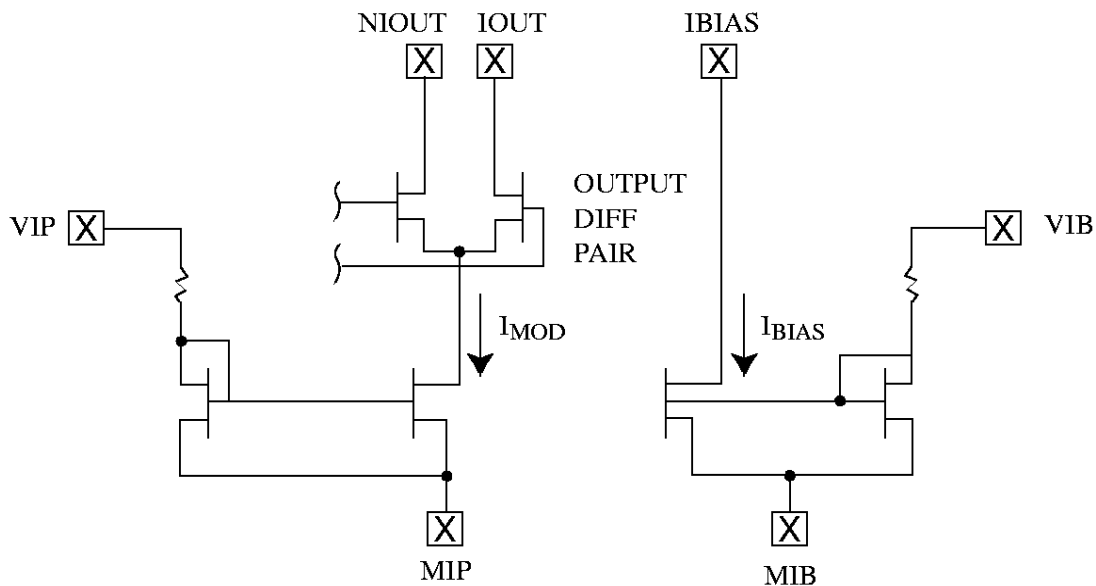 NIOUT IOUT IBIAS
X X X
OUTPUT
DIFF
PAIR
VIP X
X VIB
IMOD
IBIAS
X
MIP
X
MIB